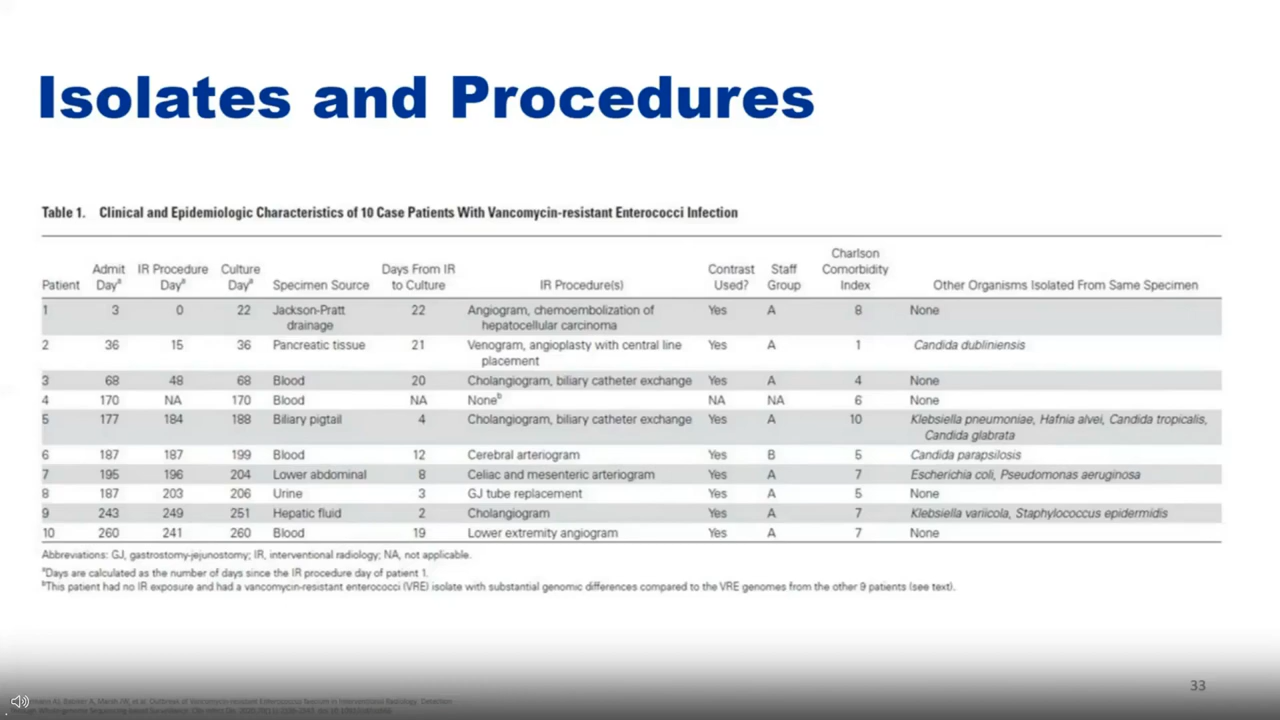 Isolates and Procedures
Table 1. Clinical and Epidemiologic Characteristics of 10 Case Patients With Vancomycin-resistant Enterococci Infection
Patient Admit Dayᵃ IR Procedure Dayᵃ Culture Dayᵃ Specimen Source Days From IR to Culture IR Procedure(s) Contrast Used? Staff Group Charlson Comorbidity Index Other Organisms Isolated From Same Specimen
1 3 0 22 Jackson-Pratt drainage 22 Angiogram, chemoembolization of hepatocellular carcinoma Yes A 8 None
2 36 15 36 Pancreatic tissue 21 Venogram, angioplasty with central line placement Yes A 1 Candida dubliniensis
3 68 48 68 Blood 20 Cholangiogram, biliary catheter exchange Yes A 4 None
4 170 NA 170 Blood NA Noneᵇ NA NA 6 None
5 177 184 188 Biliary pigtail 4 Cholangiogram, biliary catheter exchange Yes A 10 Klebsiella pneumoniae, Hafnia alvei, Candida tropicalis, Candida glabrata
6 187 187 199 Blood 12 Cerebral arteriogram Yes B 5 Candida parapsilosis
7 195 196 204 Lower abdominal 8 Celiac and mesenteric arteriogram Yes A 7 Escherichia coli, Pseudomonas aeruginosa
8 187 203 206 Urine 3 GJ tube replacement Yes A 5 None
9 243 249 251 Hepatic fluid 2 Cholangiogram Yes A 7 Klebsiella variicola, Staphylococcus epidermidis
10 260 241 260 Blood 19 Lower extremity angiogram Yes A 7 None
Abbreviations: GJ, gastrostomy-jejunostomy; IR, interventional radiology; NA, not applicable.
ᵃDays are calculated as the number of days since the IR procedure day of patient 1.
ᵇThis patient had no IR exposure and had a vancomycin-resistant enterococci (VRE) isolate with substantial genomic differences compared to the VRE genomes from the other 9 patients (see text).
33